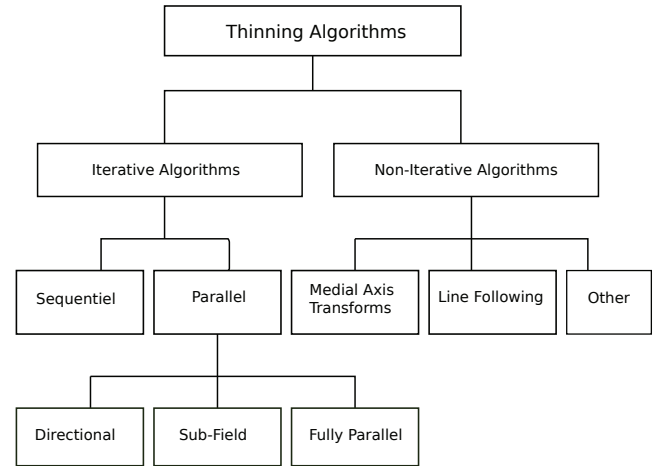 Thinning Algorithms
Iterative Algorithms
Non-Iterative Algorithms
Sequentiel
Parallel
Medial Axis
Transforms
Line Following
Other
Directional
Sub-Field
Fully Parallel